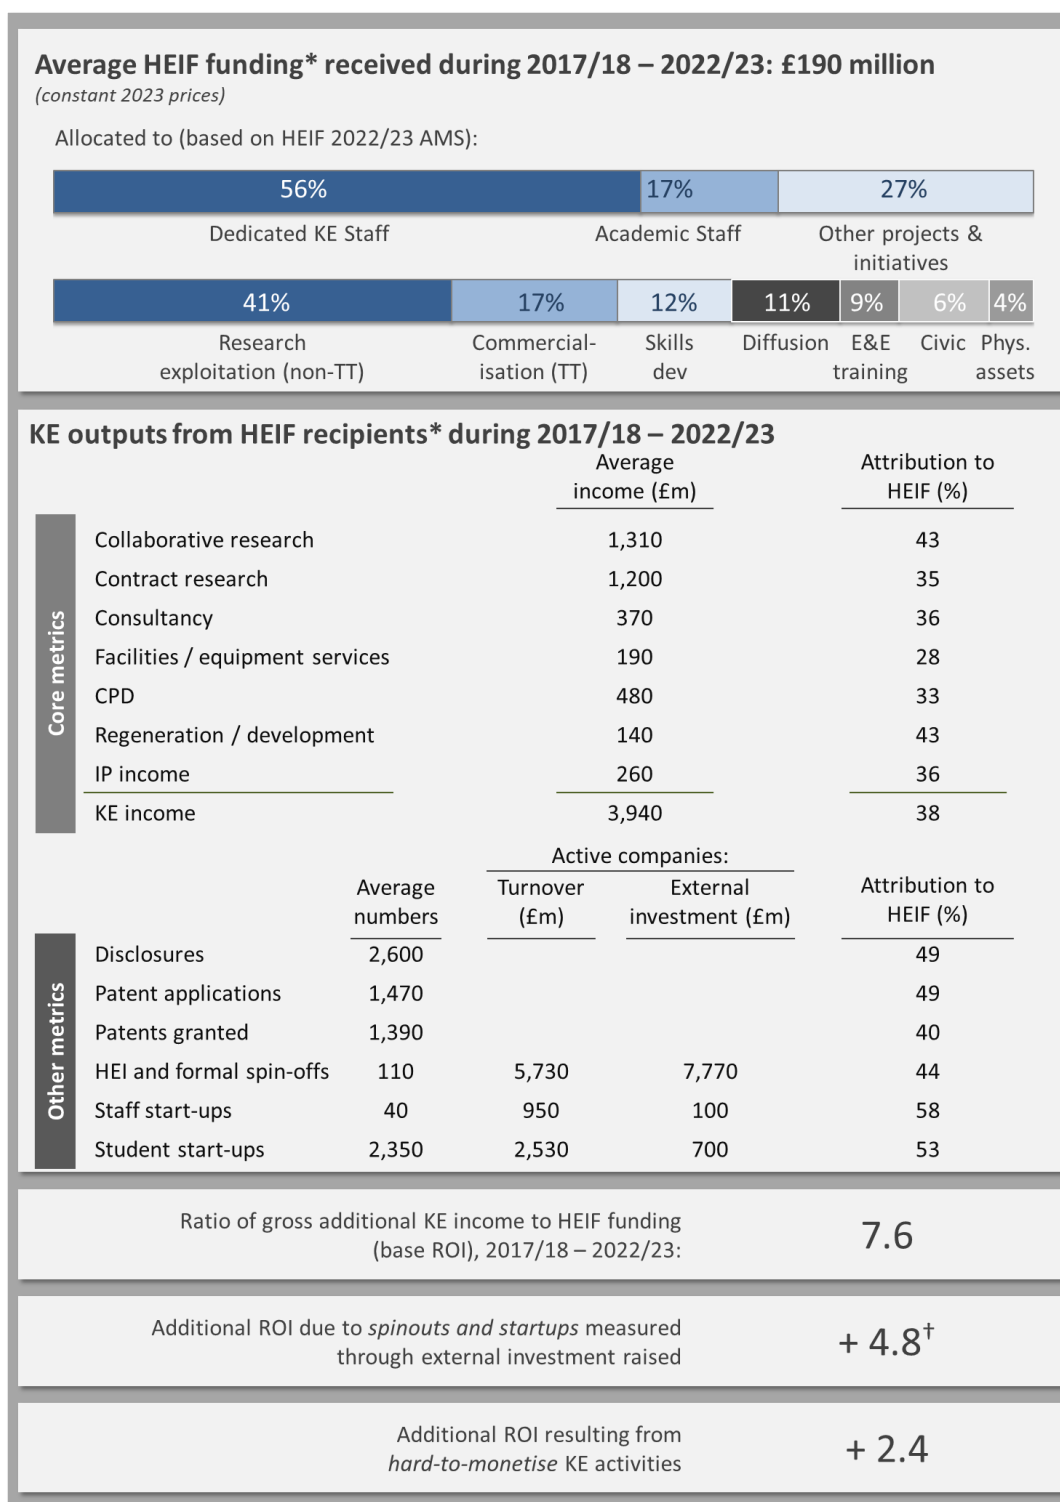 Average HEIF funding* received during 2017/18 – 2022/23: £190 million
(constant 2023 prices)
Allocated to (based on HEIF 2022/23 AMS):
56% 17% 27%
Dedicated KE Staff Academic Staff Other projects &
initiatives
41% 17% 12% 11% 9% 6% 4%
Research Commercial- Skills Diffusion E&E Civic Phys.
exploitation (non-TT) isation (TT) dev training assets
KE outputs from HEIF recipients* during 2017/18 – 2022/23
Average Attribution to
income (£m) HEIF (%)
Core metrics
Collaborative research 1,310 43
Contract research 1,200 35
Consultancy 370 36
Facilities / equipment services 190 28
CPD 480 33
Regeneration / development 140 43
IP income 260 36
KE income 3,940 38
Active companies:
Average Turnover External Attribution to
numbers (£m) investment (£m) HEIF (%)
Other metrics
Disclosures 2,600 49
Patent applications 1,470 49
Patents granted 1,390 40
HEI and formal spin-offs 110 5,730 7,770 44
Staff start-ups 40 950 100 58
Student start-ups 2,350 2,530 700 53
Ratio of gross additional KE income to HEIF funding
(base ROI), 2017/18 – 2022/23:
7.6
Additional ROI due to spinouts and startups measured
through external investment raised
+ 4.8†
Additional ROI resulting from
hard-to-monetise KE activities
+ 2.4